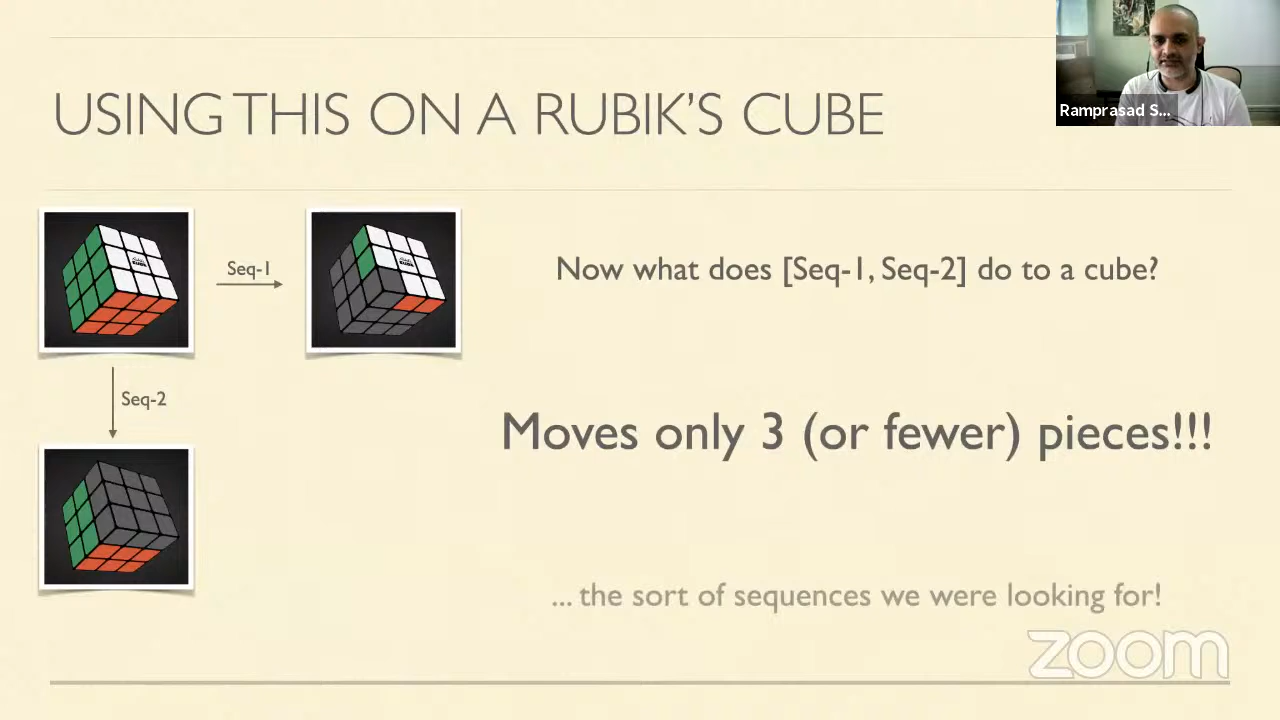 USING THIS ON A RUBIK'S CUBE
Ramprasad S...
Seq-1
Now what does [Seq-1, Seq-2] do to a cube?
Seq-2
Moves only 3 (or fewer) pieces!!!
... the sort of sequences we were looking for!
zoom